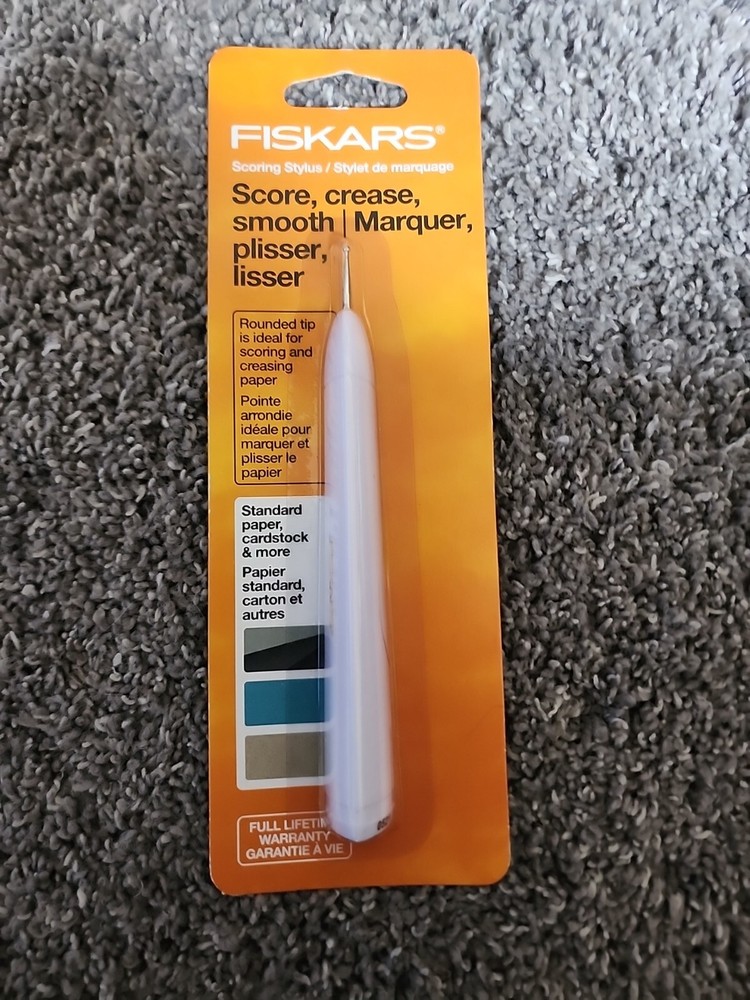 FISKARS®
Scoring Stylus / Stylet de marquage
Score, crease,
smooth | Marquer,
plisser,
lisser
Rounded tip
is ideal for
scoring and
creasing
paper
Pointe
arrondie
idéale pour
marquer et
plisser le
papier
Standard
paper,
cardstock
& more
Papier
standard,
carton et
autres
FULL LIFETIM
WARRANTY
GARANTIE À VIE